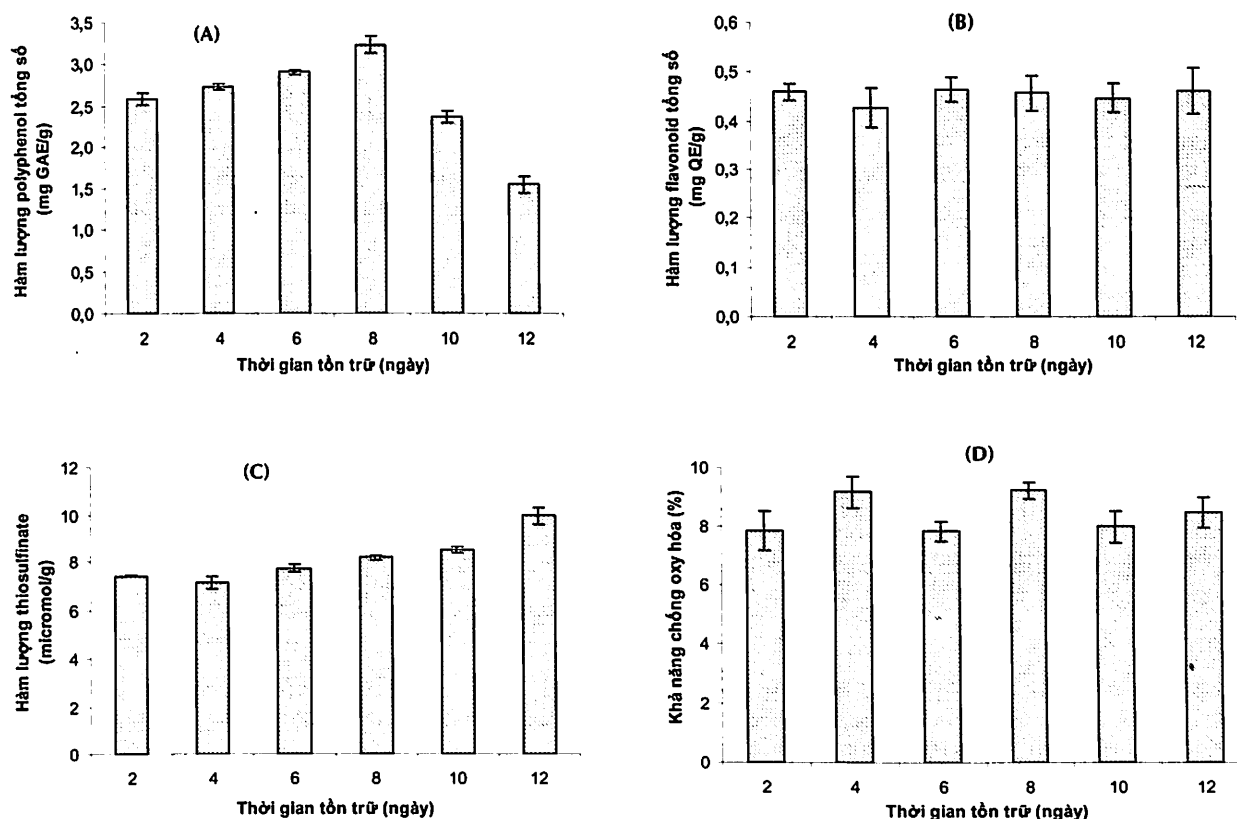 (A)
Hàm lượng polyphenol tổng số
(mg GAE/g)
3,5
3,0
2,5
2,0
1,5
1,0
0,5
0,0
2 4 6 8 10 12
Thời gian tồn trữ (ngày)
(B)
Hàm lượng flavonoid tổng số
(mg QE/g)
0,6
0,5
0,4
0,3
0,2
0,1
0,0
2 4 6 8 10 12
Thời gian tồn trữ (ngày)
(C)
Hàm lượng thiosulfinate
(micromol/g)
12
10
8
6
4
2
0
2 4 6 8 10 12
Thời gian tồn trữ (ngày)
(D)
Khả năng chống oxy hóa (%)
10
8
6
4
2
0
2 4 6 8 10 12
Thời gian tồn trữ (ngày)